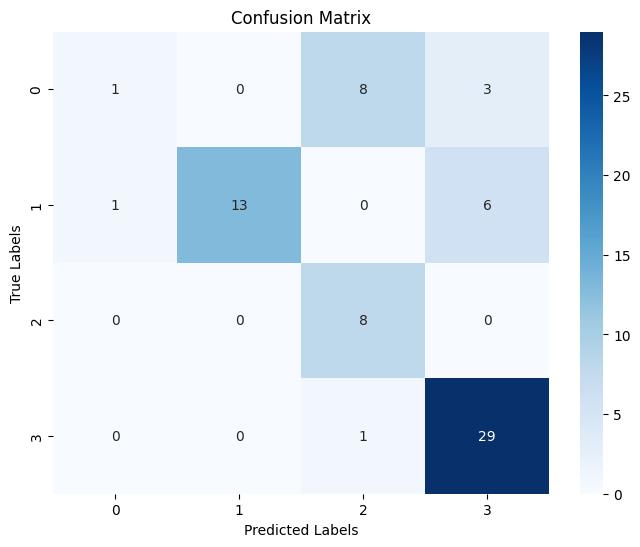 Confusion Matrix
0 1 0 8 3
1 1 13 0 6
2 0 0 8 0
3 0 0 1 29
0 1 2 3
Predicted Labels
True Labels
25
20
15
10
5
0